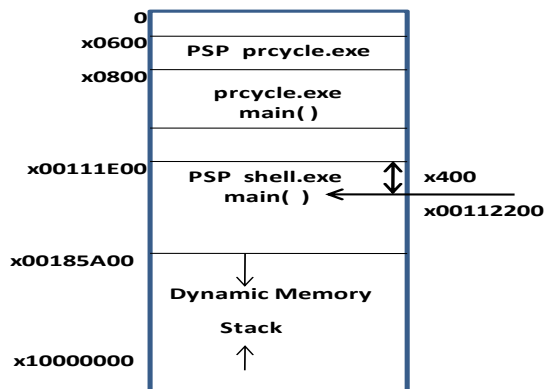 0
x0600
PSP prcycle.exe
x0800
prcycle.exe
main( )
x00111E00
PSP shell.exe
x400
main( )
x00112200
x00185A00
Dynamic Memory
Stack
x10000000